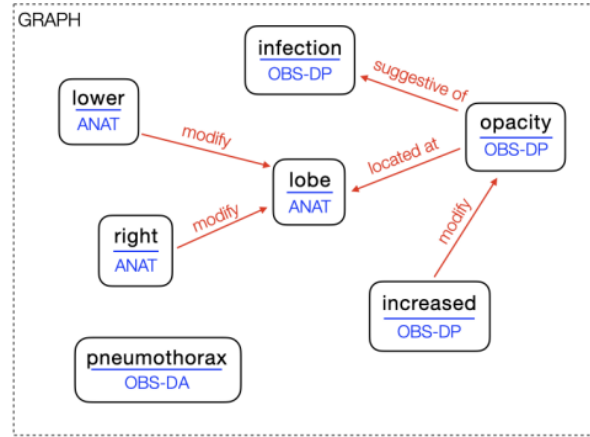 GRAPH
infection
OBS-DP
suggestive of
lower
ANAT
modify
opacity
OBS-DP
located at
lobe
ANAT
right
ANAT
modify
modify
increased
OBS-DP
pneumothorax
OBS-DA